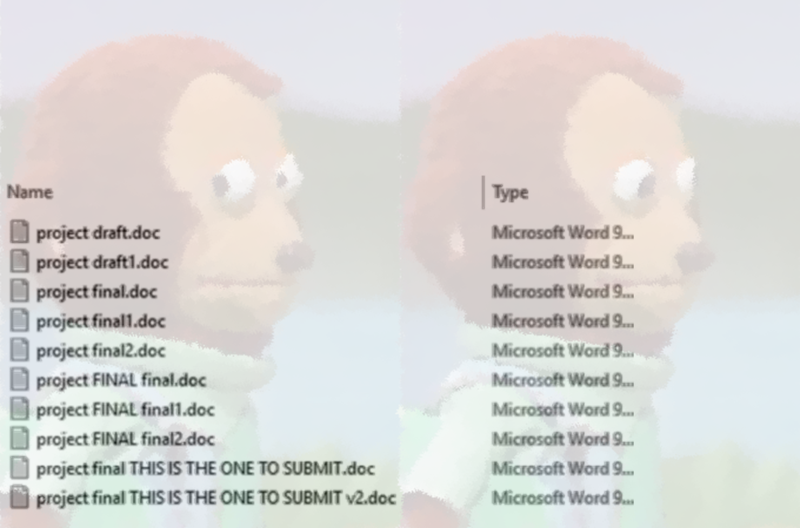 Name Type
project draft.doc Microsoft Word 9...
project draft1.doc Microsoft Word 9...
project final.doc Microsoft Word 9...
project final1.doc Microsoft Word 9...
project final2.doc Microsoft Word 9...
project FINAL final.doc Microsoft Word 9...
project FINAL final1.doc Microsoft Word 9...
project FINAL final2.doc Microsoft Word 9...
project final THIS IS THE ONE TO SUBMIT.doc Microsoft Word 9...
project final THIS IS THE ONE TO SUBMIT v2.doc Microsoft Word 9...